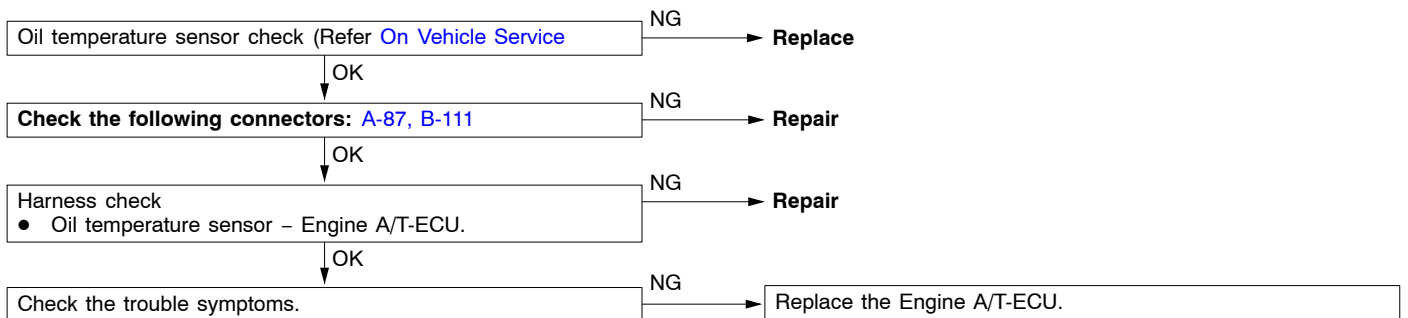 Oil temperature sensor check (Refer On Vehicle Service
NG
Replace
OK
Check the following connectors: A-87, B-111
NG
Repair
OK
Harness check
● Oil temperature sensor – Engine A/T-ECU.
NG
Repair
OK
Check the trouble symptoms.
NG
Replace the Engine A/T-ECU.